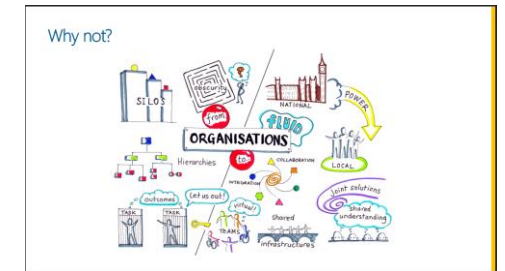 Why not?
SILOS
obscurity
?
NATIONAL
POWER
from
fluid
ORGANISATIONS
to
Hierarchies
COLLABORATION
INTEGRATION
LOCAL
outcomes
Let us out!
virtual!
TASK
TASK
TEAMS
Shared
infrastructures
Joint solutions
shared
understanding